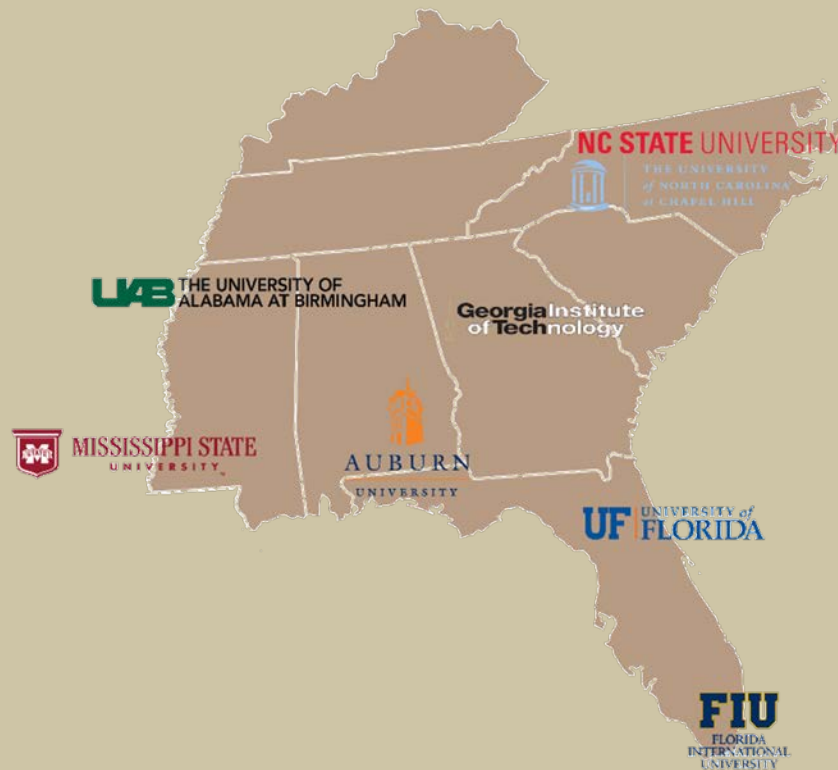 NC STATE UNIVERSITY
THE UNIVERSITY
of NORTH CAROLINA
at CHAPEL HILL
UAB THE UNIVERSITY OF
ALABAMA AT BIRMINGHAM
Georgia Institute
of Technology
MISSISSIPPI STATE
UNIVERSITY™
AUBURN
UNIVERSITY
UF UNIVERSITY of
FLORIDA
FIU
FLORIDA
INTERNATIONAL
UNIVERSITY